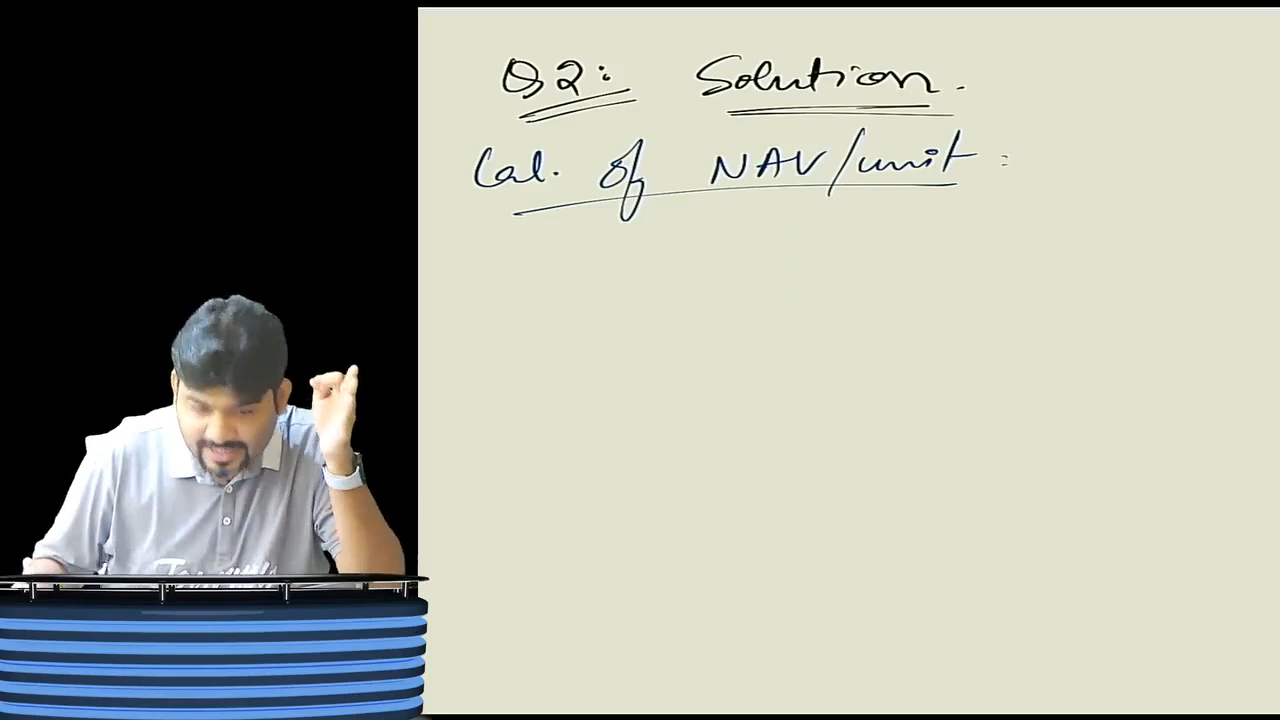 Q2: Solution.
Cal. of NAV/unit :